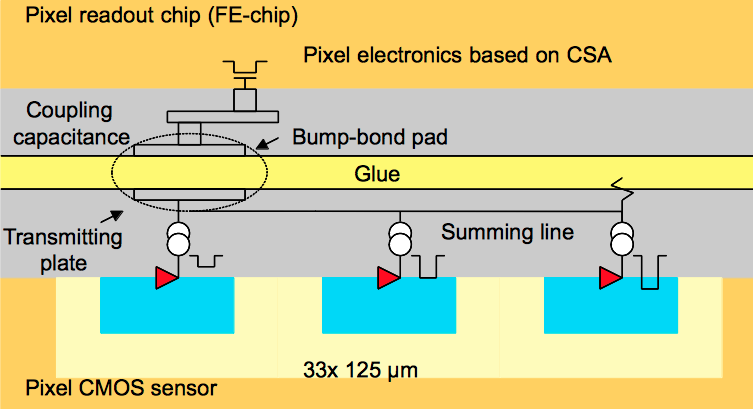 Pixel readout chip (FE-chip)
Pixel electronics based on CSA
Coupling
capacitance
Bump-bond pad
Glue
Transmitting
plate
Summing line
33x 125 µm
Pixel CMOS sensor